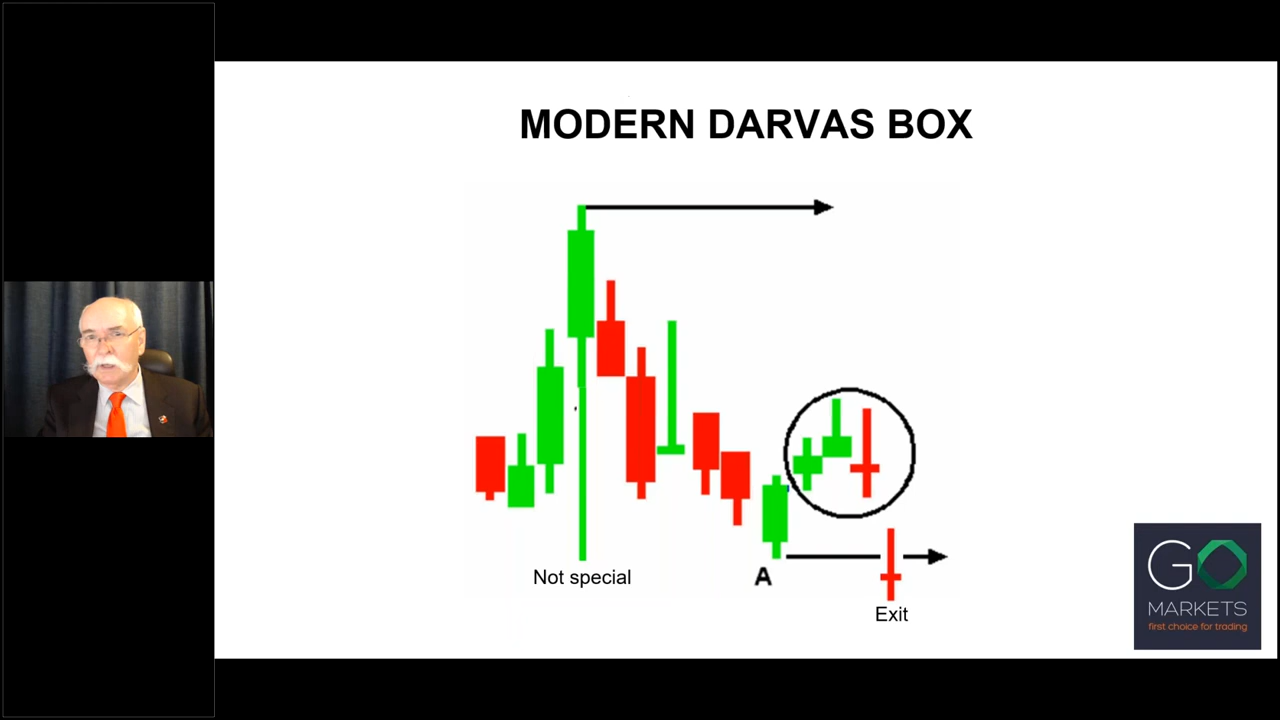 MODERN DARVAS BOX
Not special
A
Exit
GO
MARKETS
first choice for trading